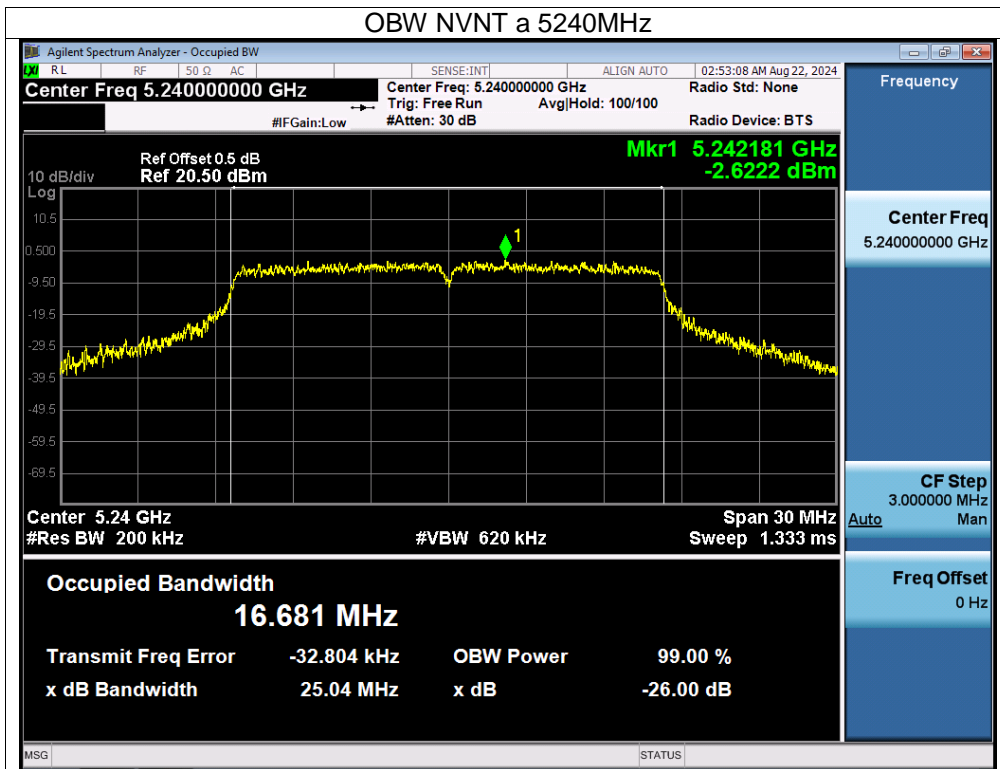 OBW NVNT a 5240MHz
Agilent Spectrum Analyzer - Occupied BW
LXI RL RF 50 Ω AC SENSE:INT ALIGN AUTO 02:53:08 AM Aug 22, 2024
Center Freq 5.240000000 GHz
Center Freq: 5.240000000 GHz
Radio Std: None
Trig: Free Run Avg|Hold: 100/100
#IFGain:Low
#Atten: 30 dB
Radio Device: BTS
Frequency
Mkr1 5.242181 GHz
-2.6222 dBm
Ref Offset 0.5 dB
10 dB/div Ref 20.50 dBm
Log
10.5
0.500
-9.50
-19.5
-29.5
-39.5
-49.5
-59.5
-69.5
1
Center 5.24 GHz Span 30 MHz
#Res BW 200 kHz #VBW 620 kHz Sweep 1.333 ms
Center Freq
5.240000000 GHz
CF Step
3.000000 MHz
Auto Man
Freq Offset
0 Hz
Occupied Bandwidth
16.681 MHz
Transmit Freq Error -32.804 kHz OBW Power 99.00 %
x dB Bandwidth 25.04 MHz x dB -26.00 dB
MSG STATUS